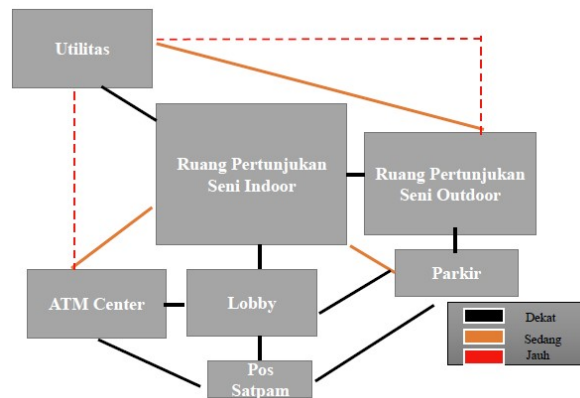 Utilitas
Ruang Pertunjukan
Seni Indoor
Ruang Pertunjukan
Seni Outdoor
ATM Center
Lobby
Parkir
Pos
Satpam
Dekat
Sedang
Jauh